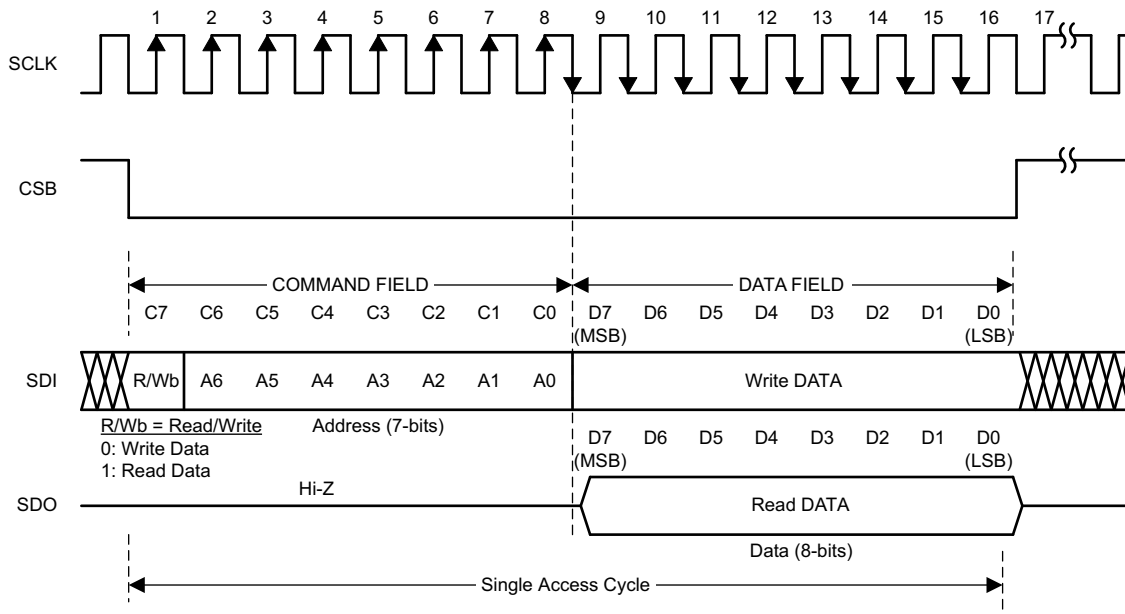 1 2 3 4 5 6 7 8 9 10 11 12 13 14 15 16 17
SCLK
CSB
COMMAND FIELD DATA FIELD
C7 C6 C5 C4 C3 C2 C1 C0 D7 D6 D5 D4 D3 D2 D1 D0
(MSB) (LSB)
SDI R/Wb A6 A5 A4 A3 A2 A1 A0 Write DATA
R/Wb = Read/Write Address (7-bits)
0: Write Data
1: Read Data
D7 D6 D5 D4 D3 D2 D1 D0
(MSB) (LSB)
Hi-Z
SDO Read DATA
Data (8-bits)
Single Access Cycle